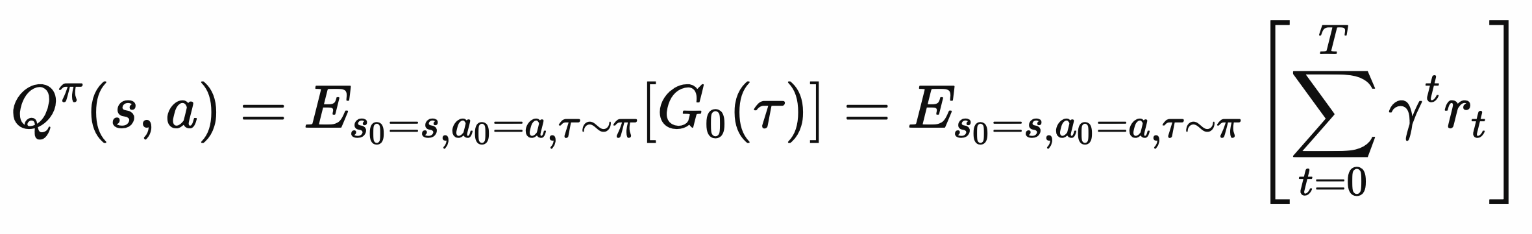 Q^π(s, a) = E_{s_0=s,a_0=a,τ∼π}[G_0(τ)] = E_{s_0=s,a_0=a,τ∼π} [∑_{t=0}^{T} γ^t r_t]